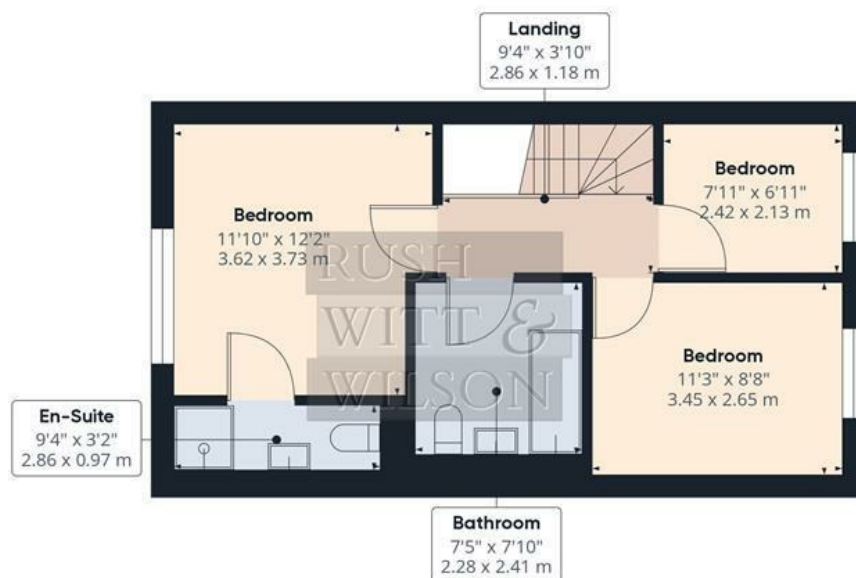 Landing
9'4" x 3'10"
2.86 x 1.18 m
Bedroom
11'10" x 12'2"
3.62 x 3.73 m
Bedroom
7'11" x 6'11"
2.42 x 2.13 m
RUSH
WITT &
WILSON
Bedroom
11'3" x 8'8"
3.45 x 2.65 m
En-Suite
9'4" x 3'2"
2.86 x 0.97 m
Bathroom
7'5" x 7'10"
2.28 x 2.41 m